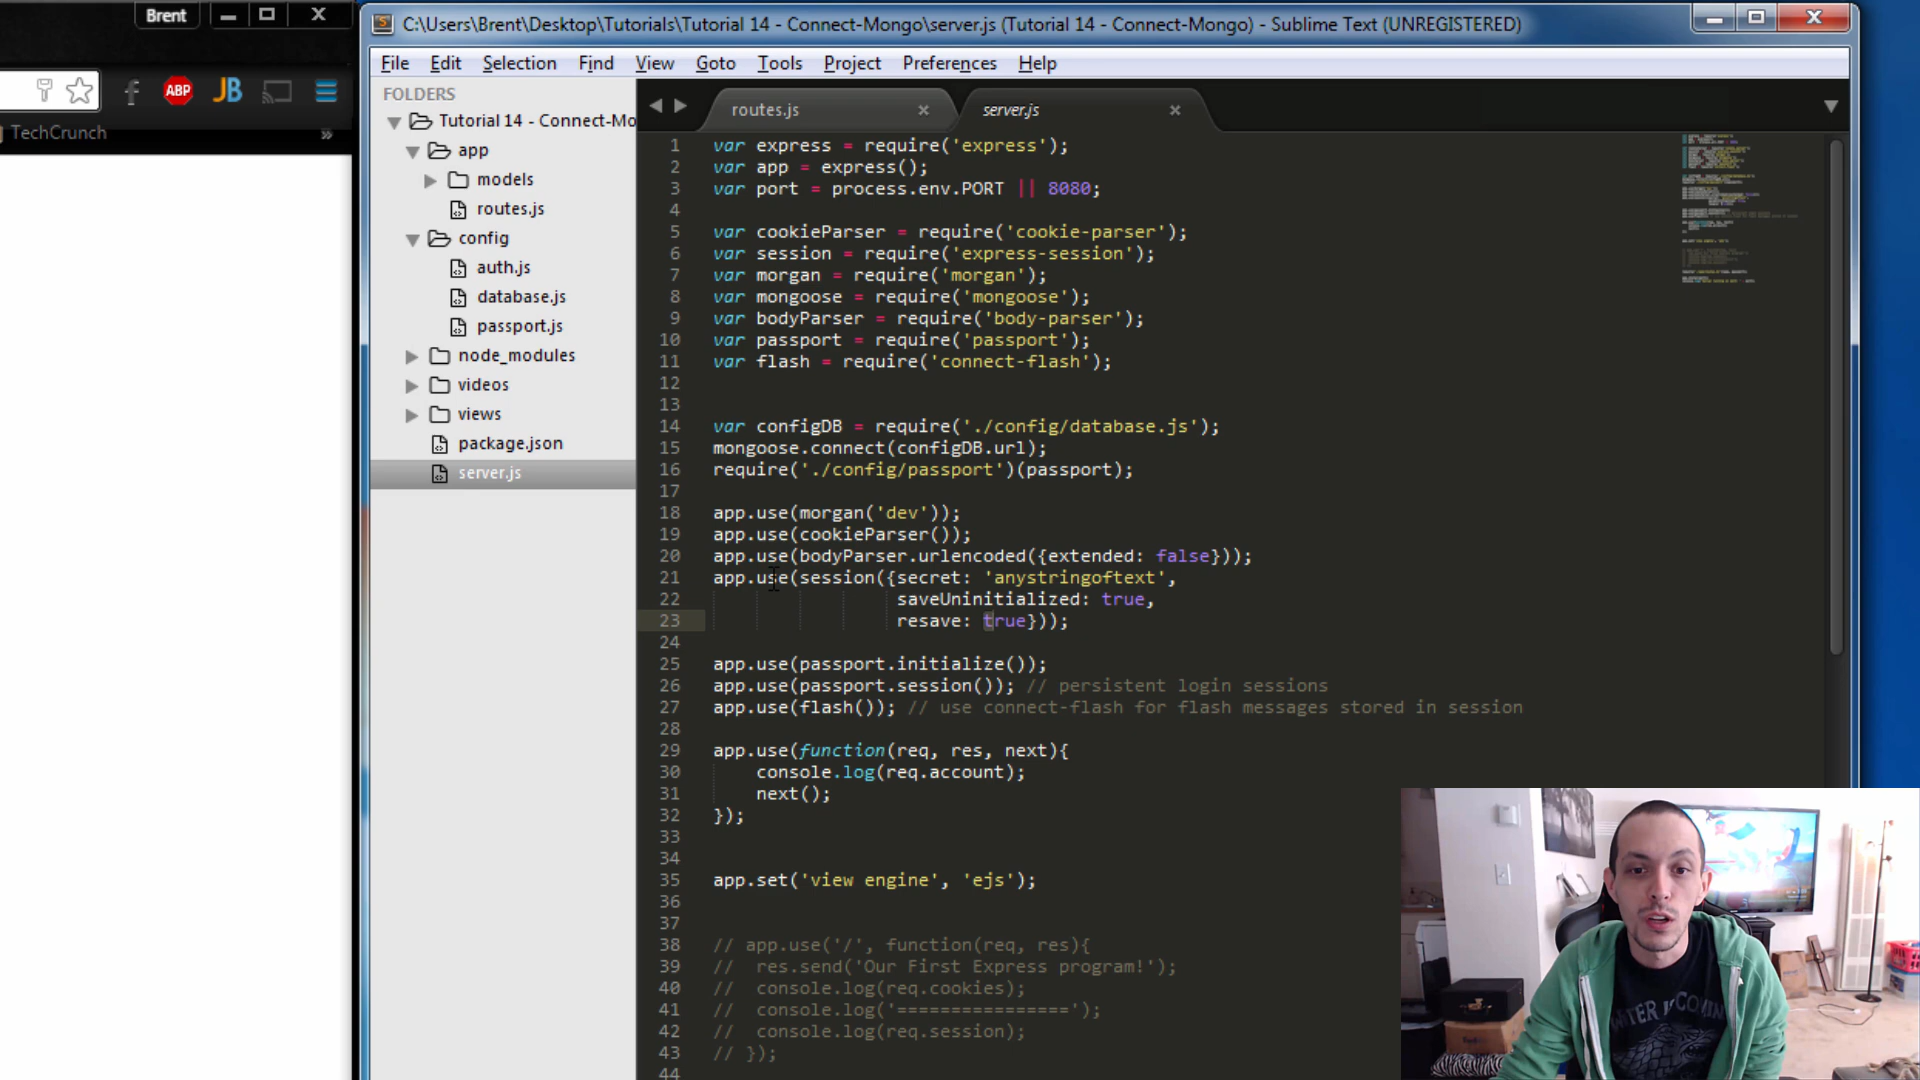 Brent
C:\Users\Brent\Desktop\Tutorials\Tutorial 14 - Connect-Mongo\server.js (Tutorial 14 - Connect-Mongo) - Sublime Text (UNREGISTERED)
File Edit Selection Find View Goto Tools Project Preferences Help
ABP JB
TechCrunch »
FOLDERS
Tutorial 14 - Connect-Mo
app
models
routes.js
config
auth.js
database.js
passport.js
node_modules
videos
views
package.json
server.js
routes.js server.js
1 var express = require('express');
2 var app = express();
3 var port = process.env.PORT || 8080;
4
5 var cookieParser = require('cookie-parser');
6 var session = require('express-session');
7 var morgan = require('morgan');
8 var mongoose = require('mongoose');
9 var bodyParser = require('body-parser');
10 var passport = require('passport');
11 var flash = require('connect-flash');
12
13
14 var configDB = require('./config/database.js');
15 mongoose.connect(configDB.url);
16 require('./config/passport')(passport);
17
18 app.use(morgan('dev'));
19 app.use(cookieParser());
20 app.use(bodyParser.urlencoded({extended: false}));
21 app.use(session({secret: 'anystringoftext',
22 saveUninitialized: true,
23 resave: true}));
24
25 app.use(passport.initialize());
26 app.use(passport.session()); // persistent login sessions
27 app.use(flash()); // use connect-flash for flash messages stored in session
28
29 app.use(function(req, res, next){
30 console.log(req.account);
31 next();
32 });
33
34
35 app.set('view engine', 'ejs');
36
37
38 // app.use('/', function(req, res){
39 // res.send('Our First Express program!');
40 // console.log(req.cookies);
41 // console.log('================');
42 // console.log(req.session);
43 // });
44